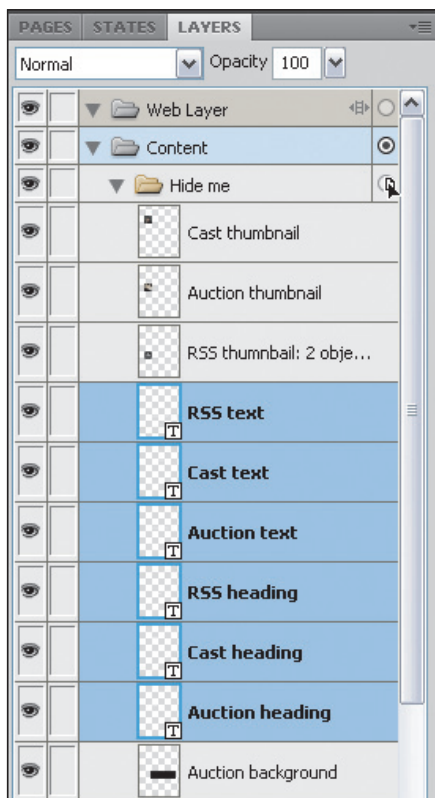 PAGES STATES LAYERS
Normal Opacity 100
Web Layer
Content
Hide me
Cast thumbnail
Auction thumbnail
RSS thumnbail: 2 obje...
RSS text
T
Cast text
T
Auction text
T
RSS heading
T
Cast heading
T
Auction heading
T
Auction background